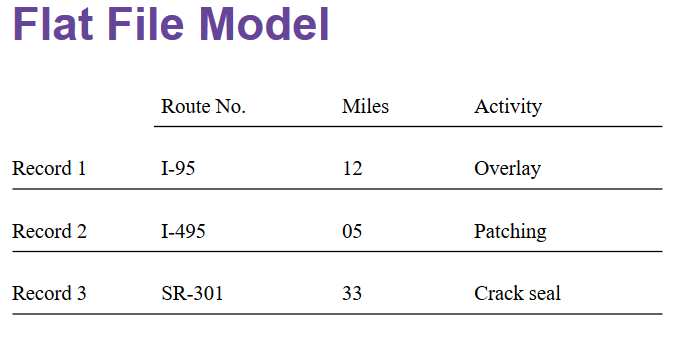 Flat File Model
Route No. Miles Activity
Record 1 I-95 12 Overlay
Record 2 I-495 05 Patching
Record 3 SR-301 33 Crack seal